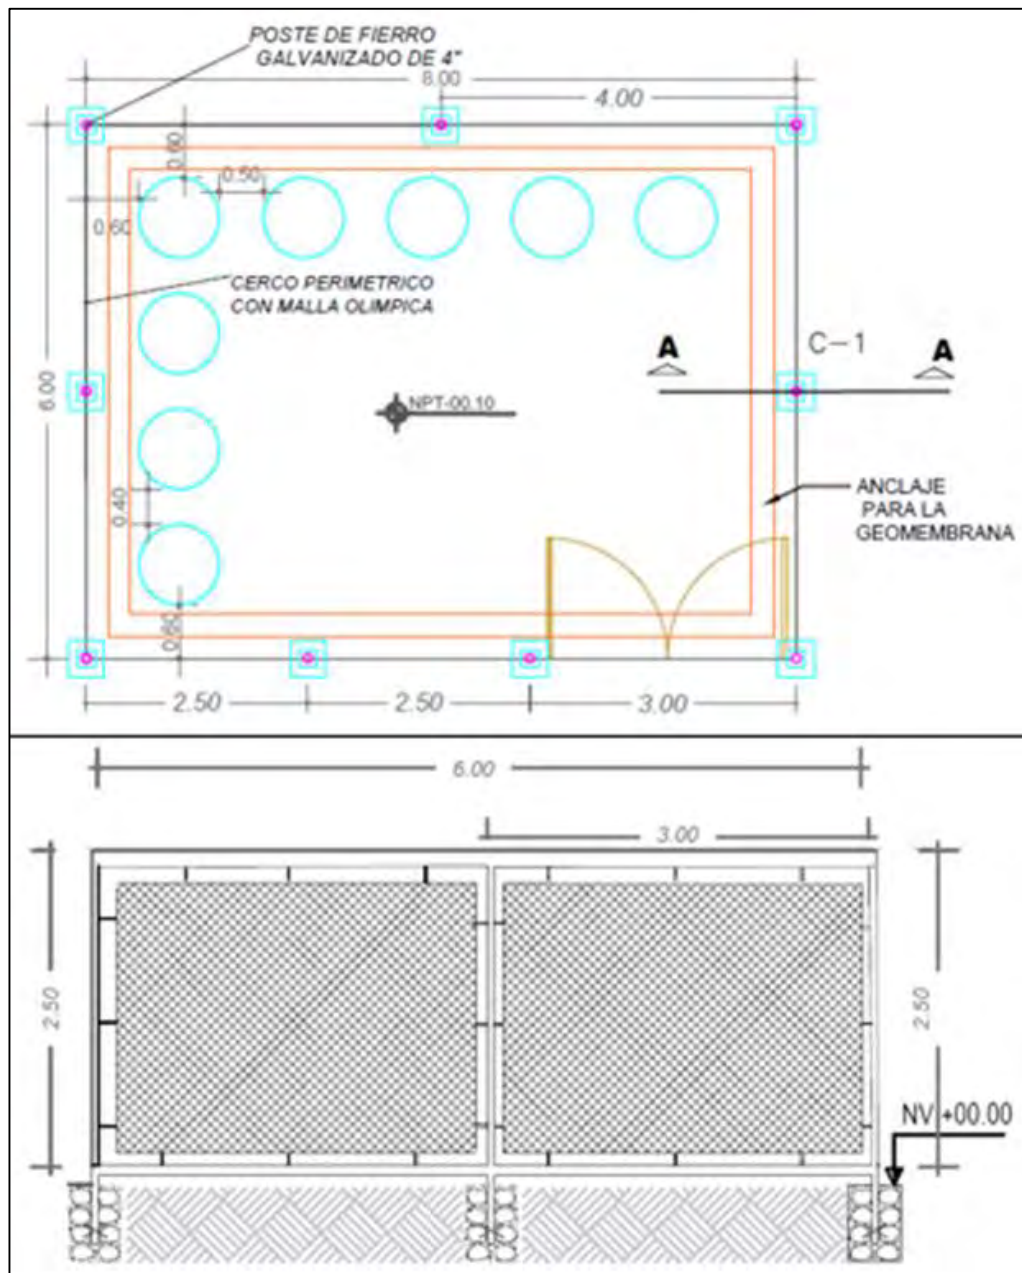 POSTE DE FIERRO
GALVANIZADO DE 4"
8.00
4.00
0.60
0.50
0.60
CERCO PERIMETRICO
CON MALLA OLIMPICA
A
C-1
A
6.00
NPT-00.10
0.40
ANCLAJE
PARA LA
GEOMEMBRANA
0.60
2.50
2.50
3.00
6.00
3.00
2.50
2.50
NV +00.00